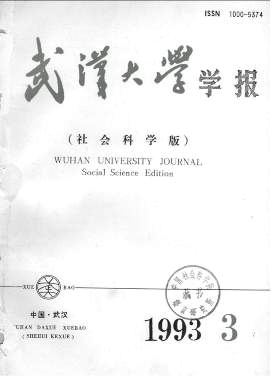 ISSN 1000-5374
武漢大學学报
(社会科学版)
WUHAN UNIVERSITY JOURNAL
Social Science Edition
XUE BAO
中国·武汉
WUHAN DAXUE XUEBAO
(SHEHUI KEXUE)
1993 3